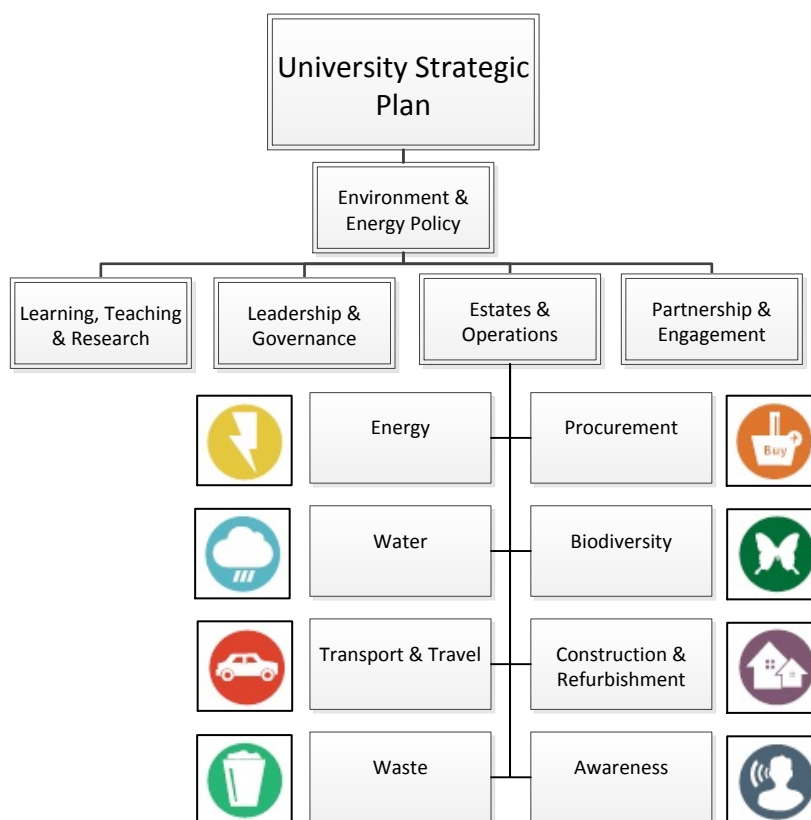 University Strategic
Plan
Environment &
Energy Policy
Learning, Teaching
& Research
Leadership &
Governance
Estates &
Operations
Partnership &
Engagement
Energy
Procurement
Buy
Water
Biodiversity
Transport & Travel
Construction &
Refurbishment
Waste
Awareness